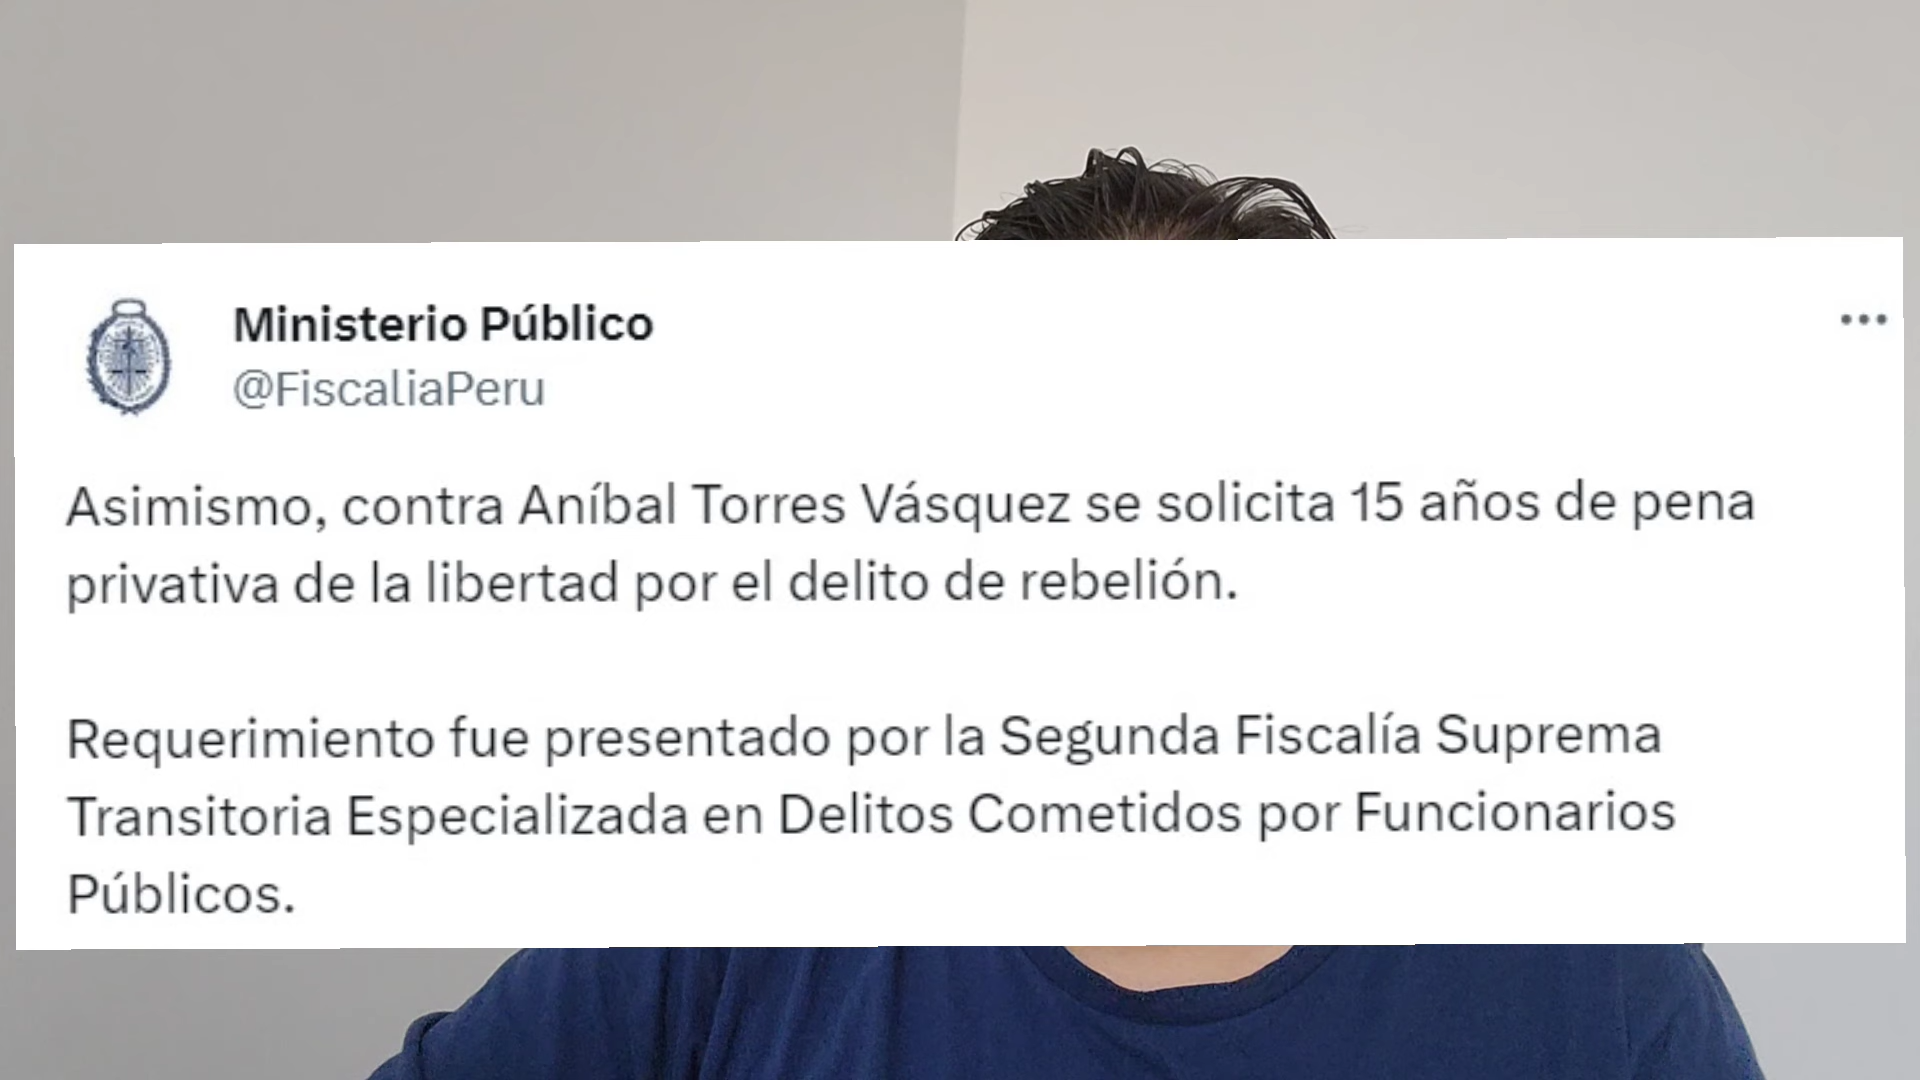 Ministerio Público
@FiscaliaPeru
Asimismo, contra Aníbal Torres Vásquez se solicita 15 años de pena
privativa de la libertad por el delito de rebelión.
Requerimiento fue presentado por la Segunda Fiscalía Suprema
Transitoria Especializada en Delitos Cometidos por Funcionarios
Públicos.